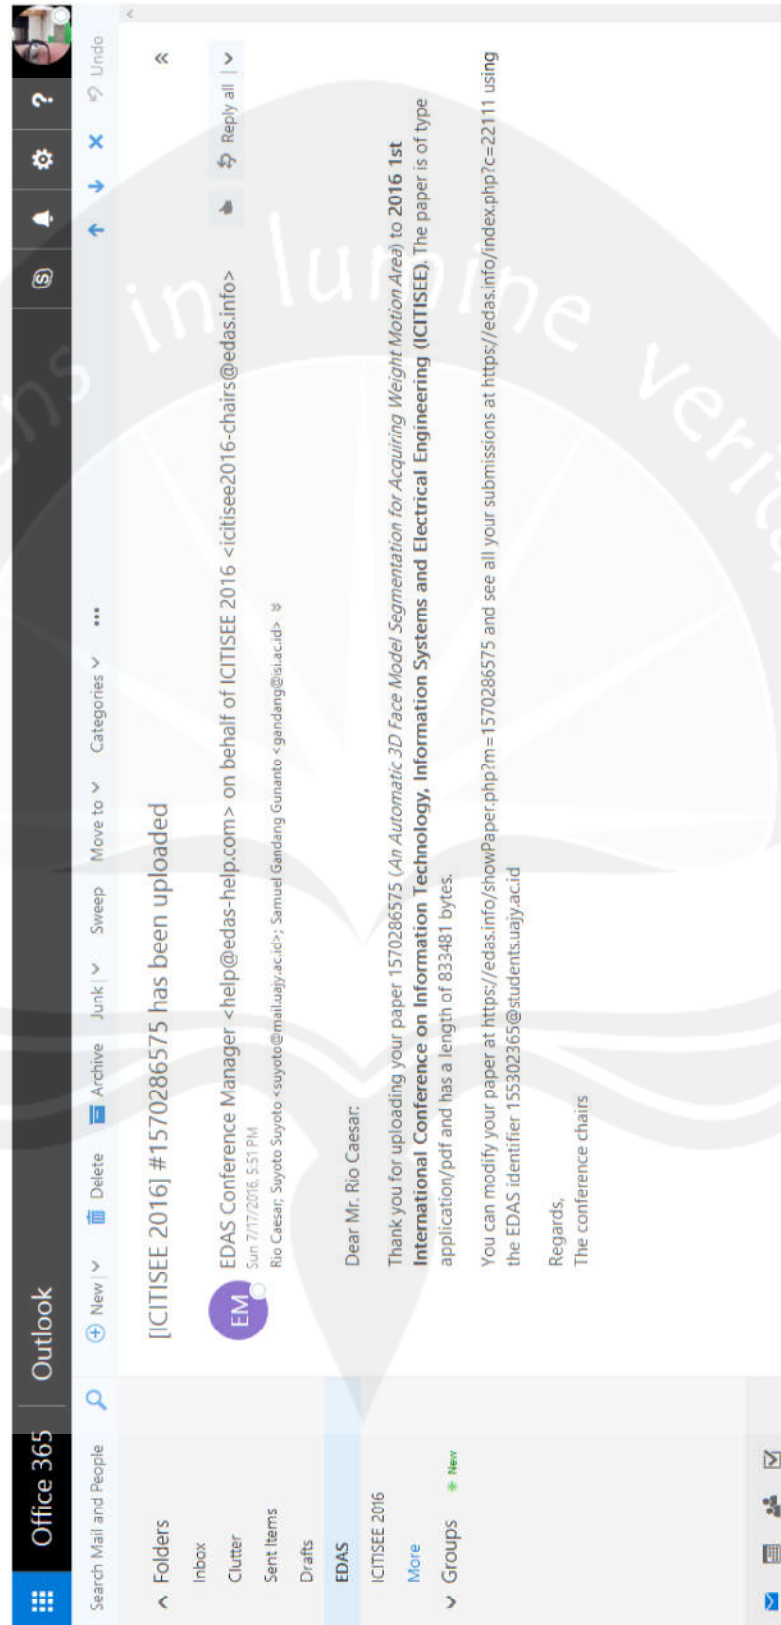 Office 365 Outlook
Search Mail and People
New Delete Archive Junk Sweep Move to Categories ... Undo
Folders
Inbox
Clutter
Sent Items
Drafts
EDAS
ICITISEE 2016
More
Groups New
[ICITISEE 2016] #1570286575 has been uploaded
EM
EDAS Conference Manager <help@edas-help.com> on behalf of ICITISEE 2016 <icitisee2016-chairs@edas.info>
Reply all
Sun 7/17/2016, 5:51 PM
Rio Caesar; Suyoto Suyoto <suyoto@mail.uajy.ac.id>; Samuel Gandang Gunanto <gandang@isi.ac.id>
Dear Mr. Rio Caesar:
Thank you for uploading your paper 1570286575 (An Automatic 3D Face Model Segmentation for Acquiring Weight Motion Area) to 2016 1st
International Conference on Information Technology, Information Systems and Electrical Engineering (ICITISEE). The paper is of type
application/pdf and has a length of 833481 bytes.
You can modify your paper at https://edas.info/showPaper.php?m=1570286575 and see all your submissions at https://edas.info/index.php?c=22111 using
the EDAS identifier 155302365@students.uajy.ac.id
Regards,
The conference chairs
in lumine verita